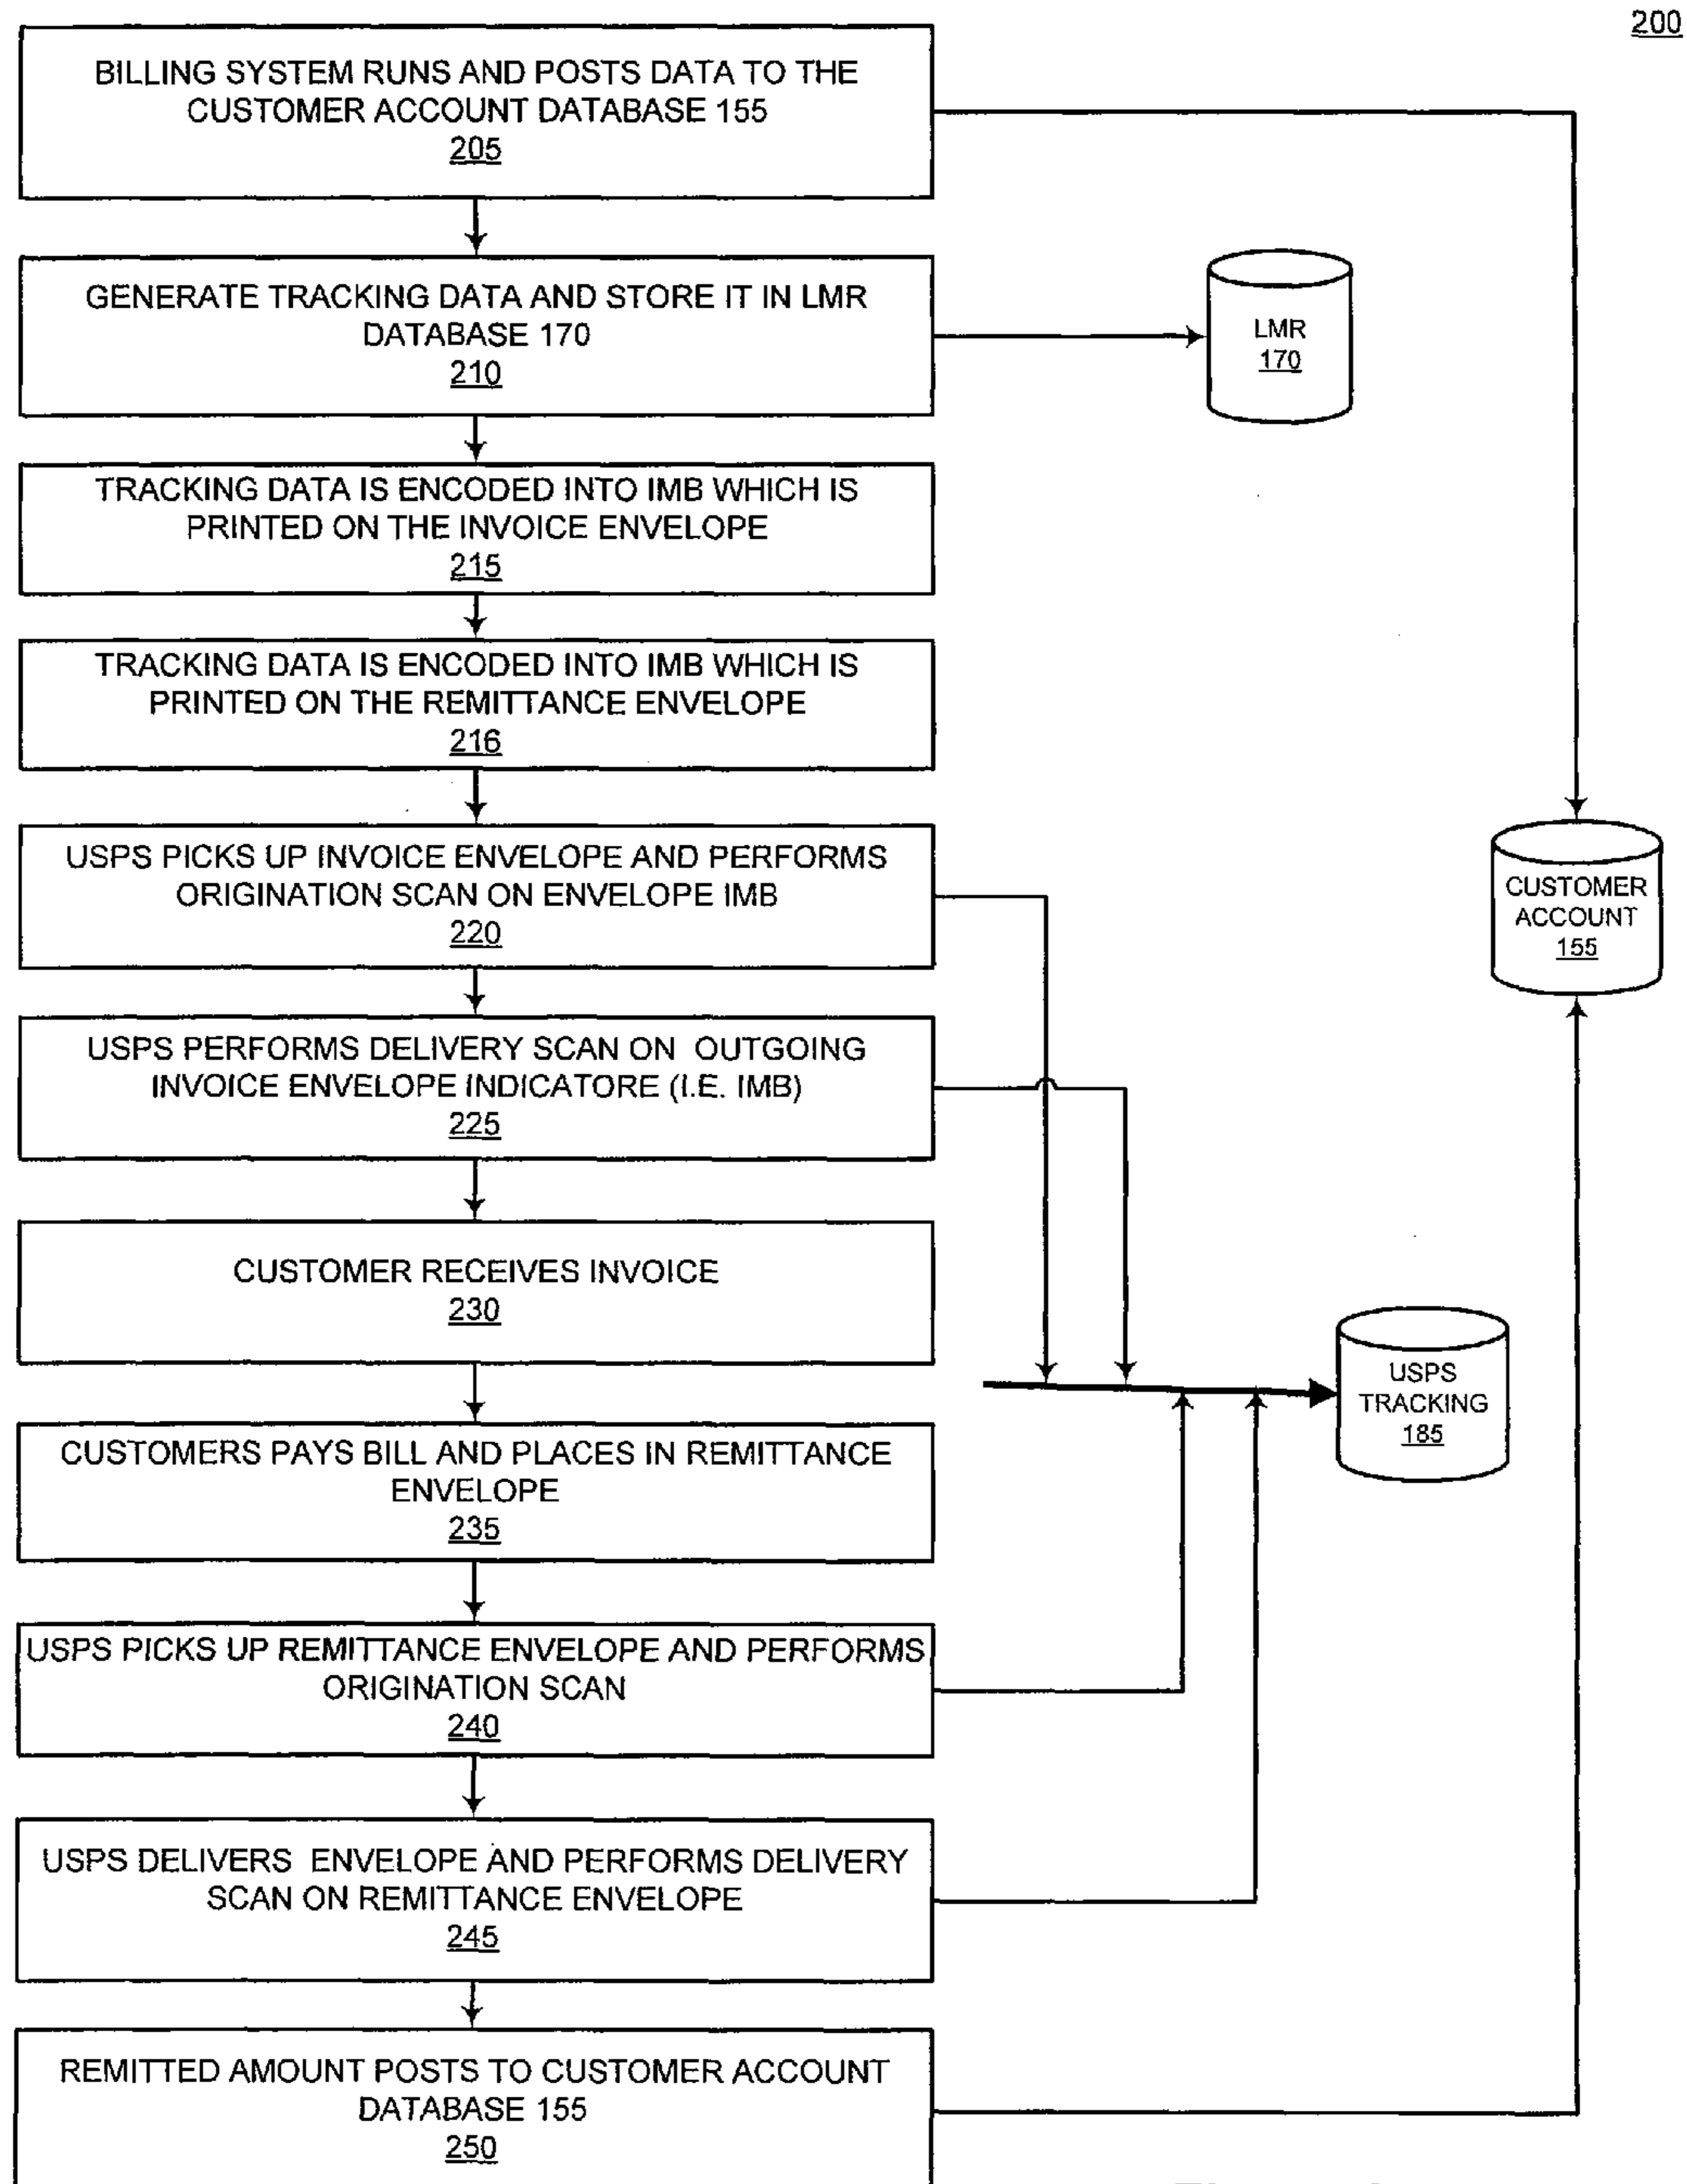 200
BILLING SYSTEM RUNS AND POSTS DATA TO THE
CUSTOMER ACCOUNT DATABASE 155
205
GENERATE TRACKING DATA AND STORE IT IN LMR
DATABASE 170
210
LMR
170
TRACKING DATA IS ENCODED INTO IMB WHICH IS
PRINTED ON THE INVOICE ENVELOPE
215
TRACKING DATA IS ENCODED INTO IMB WHICH IS
PRINTED ON THE REMITTANCE ENVELOPE
216
USPS PICKS UP INVOICE ENVELOPE AND PERFORMS
ORIGINATION SCAN ON ENVELOPE IMB
220
CUSTOMER
ACCOUNT
155
USPS PERFORMS DELIVERY SCAN ON OUTGOING
INVOICE ENVELOPE INDICATORE (I.E. IMB)
225
CUSTOMER RECEIVES INVOICE
230
USPS
TRACKING
185
CUSTOMERS PAYS BILL AND PLACES IN REMITTANCE
ENVELOPE
235
USPS PICKS UP REMITTANCE ENVELOPE AND PERFORMS
ORIGINATION SCAN
240
USPS DELIVERS ENVELOPE AND PERFORMS DELIVERY
SCAN ON REMITTANCE ENVELOPE
245
REMITTED AMOUNT POSTS TO CUSTOMER ACCOUNT
DATABASE 155
250